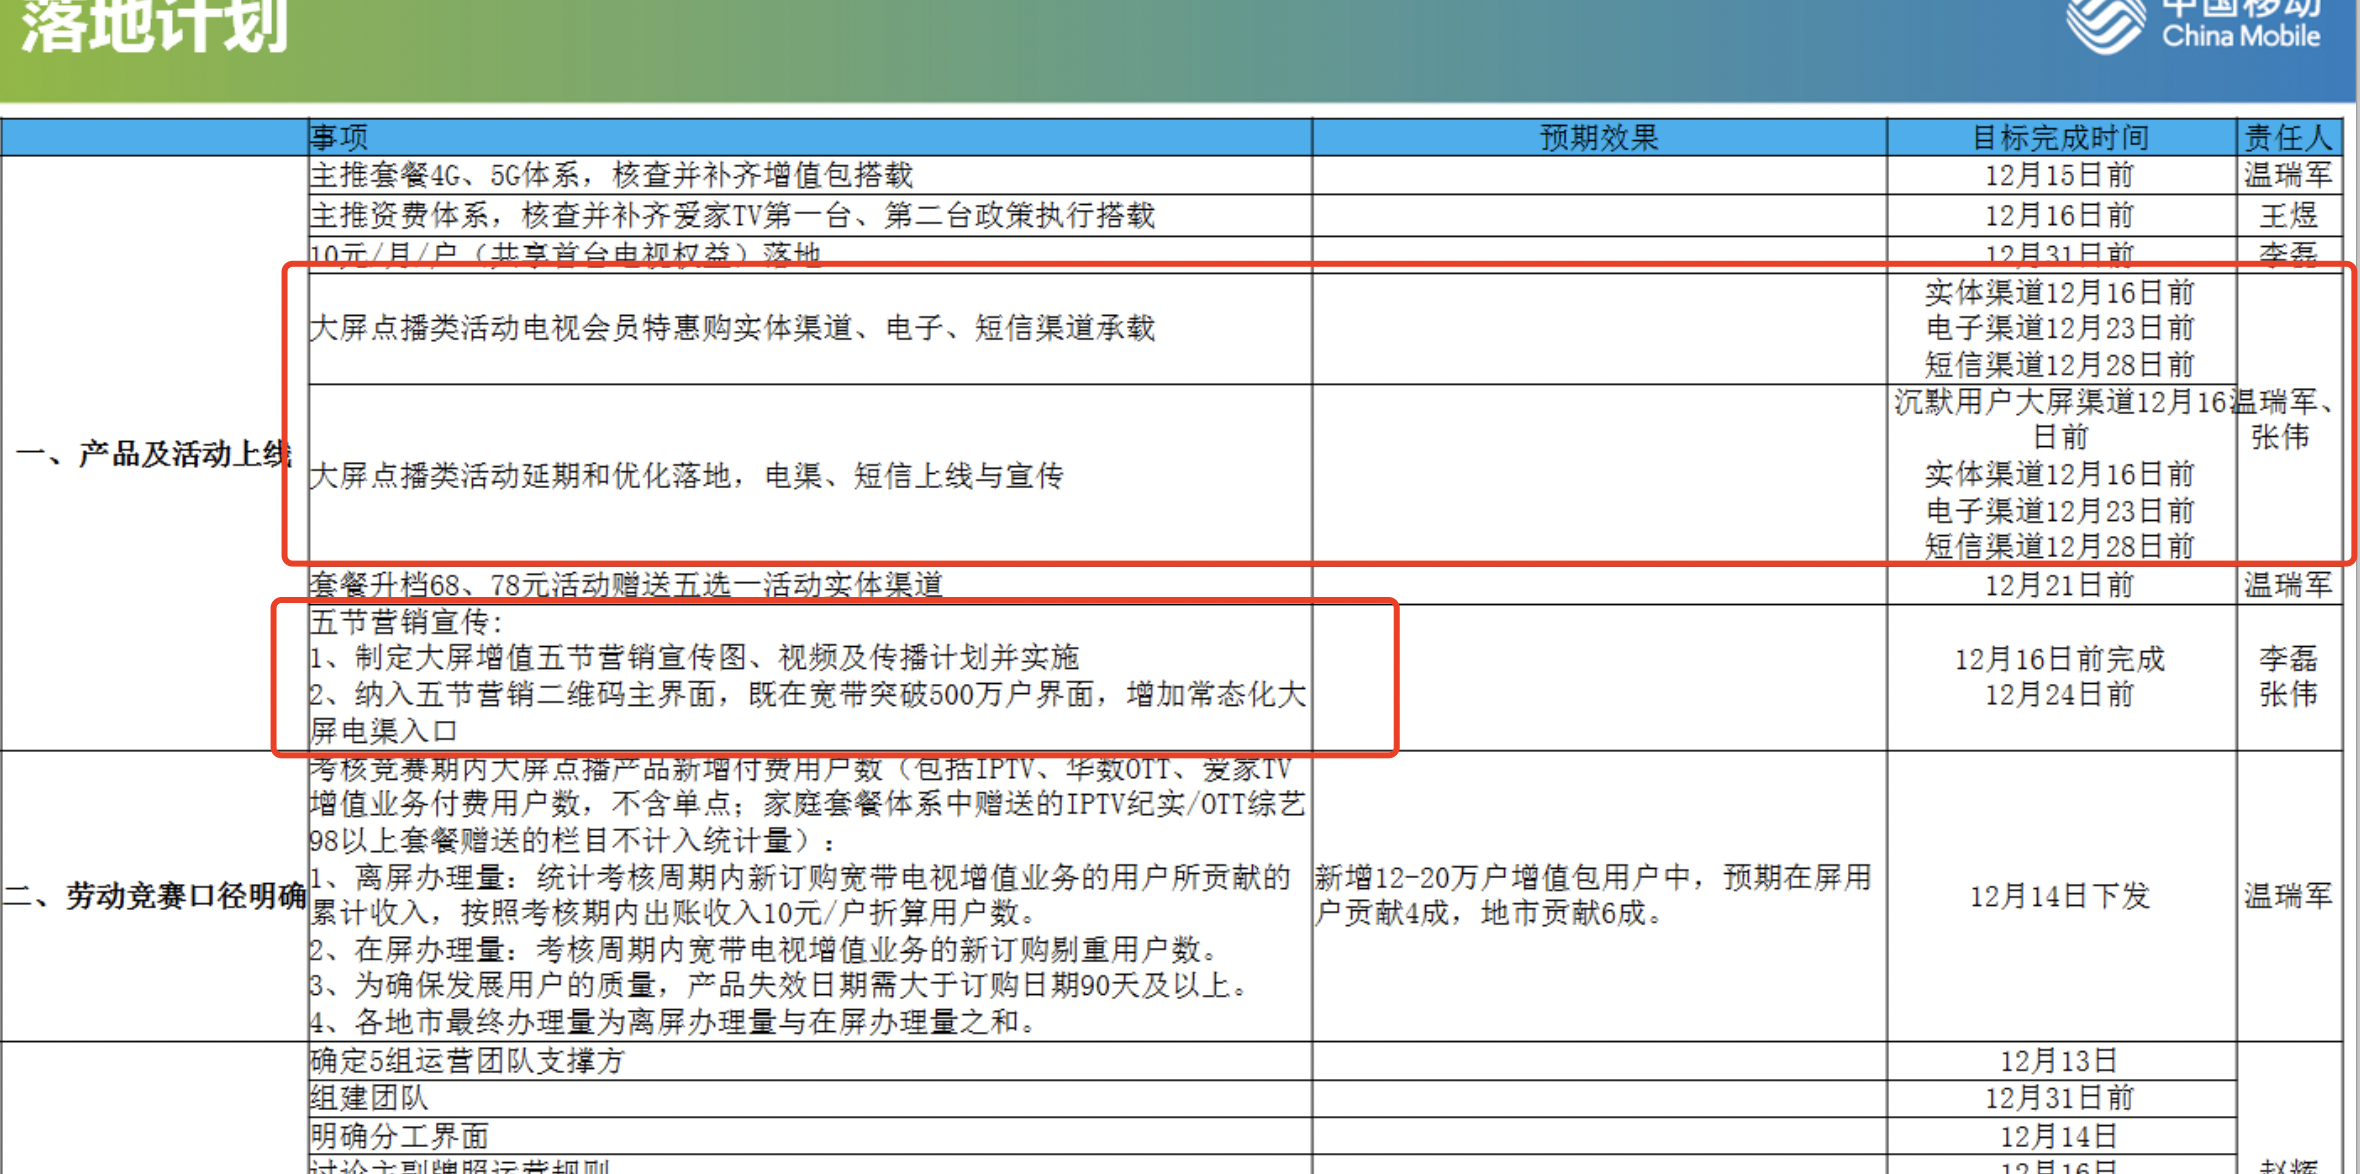 落地计划
中国移动
China Mobile
事项 预期效果 目标完成时间 责任人
一、产品及活动上线
主推套餐4G、5G体系，核查并补齐增值包搭载 12月15日前 温瑞军
主推资费体系，核查并补齐爱家TV第一台、第二台政策执行搭载 12月16日前 王煜
10元/月/户（共享首台电视权益）落地 12月31日前 李磊
大屏点播类活动电视会员特惠购实体渠道、电子、短信渠道承载
实体渠道12月16日前
电子渠道12月23日前
短信渠道12月28日前
大屏点播类活动延期和优化落地，电渠、短信上线与宣传
沉默用户大屏渠道12月16
日前
实体渠道12月16日前
电子渠道12月23日前
短信渠道12月28日前
温瑞军、
张伟
套餐升档68、78元活动赠送五选一活动实体渠道 12月21日前 温瑞军
五节营销宣传:
1、制定大屏增值五节营销宣传图、视频及传播计划并实施
2、纳入五节营销二维码主界面，既在宽带突破500万户界面，增加常态化大
屏电渠入口
12月16日前完成
12月24日前
李磊
张伟
二、劳动竞赛口径明确
考核竞赛期内大屏点播产品新增付费用户数（包括IPTV、华数OTT、爱家TV
增值业务付费用户数，不含单点；家庭套餐体系中赠送的IPTV纪实/OTT综艺
98以上套餐赠送的栏目不计入统计量）：
1、离屏办理量：统计考核周期内新订购宽带电视增值业务的用户所贡献的
累计收入，按照考核期内出账收入10元/户折算用户数。
2、在屏办理量：考核周期内宽带电视增值业务的新订购剔重用户数。
3、为确保发展用户的质量，产品失效日期需大于订购日期90天及以上。
4、各地市最终办理量为离屏办理量与在屏办理量之和。
新增12-20万户增值包用户中，预期在屏用
户贡献4成，地市贡献6成。
12月14日下发
温瑞军
确定5组运营团队支撑方 12月13日
组建团队 12月31日前
明确分工界面 12月14日
讨论主副牌照运营规则 12月16日 赵辉